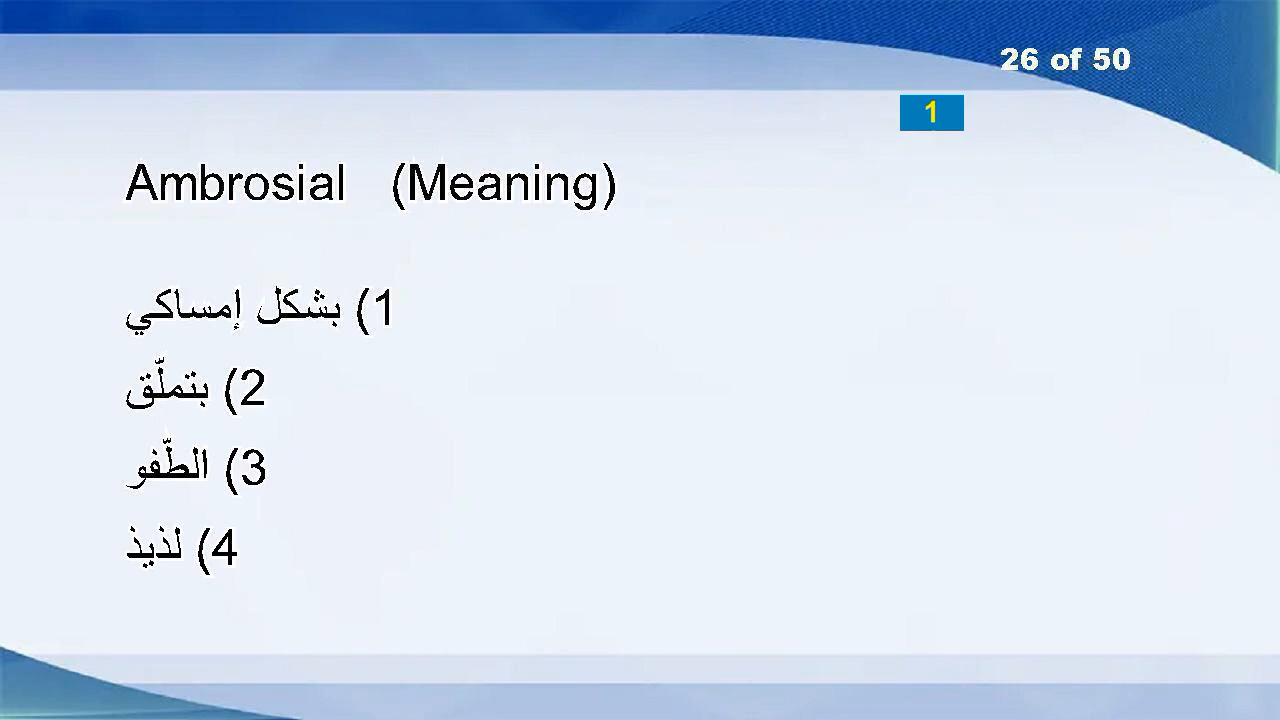 26 of 50
1
Ambrosial (Meaning)
1) بشكل إمساكي
2) بتملّق
3) الطّفو
4) لذيذ